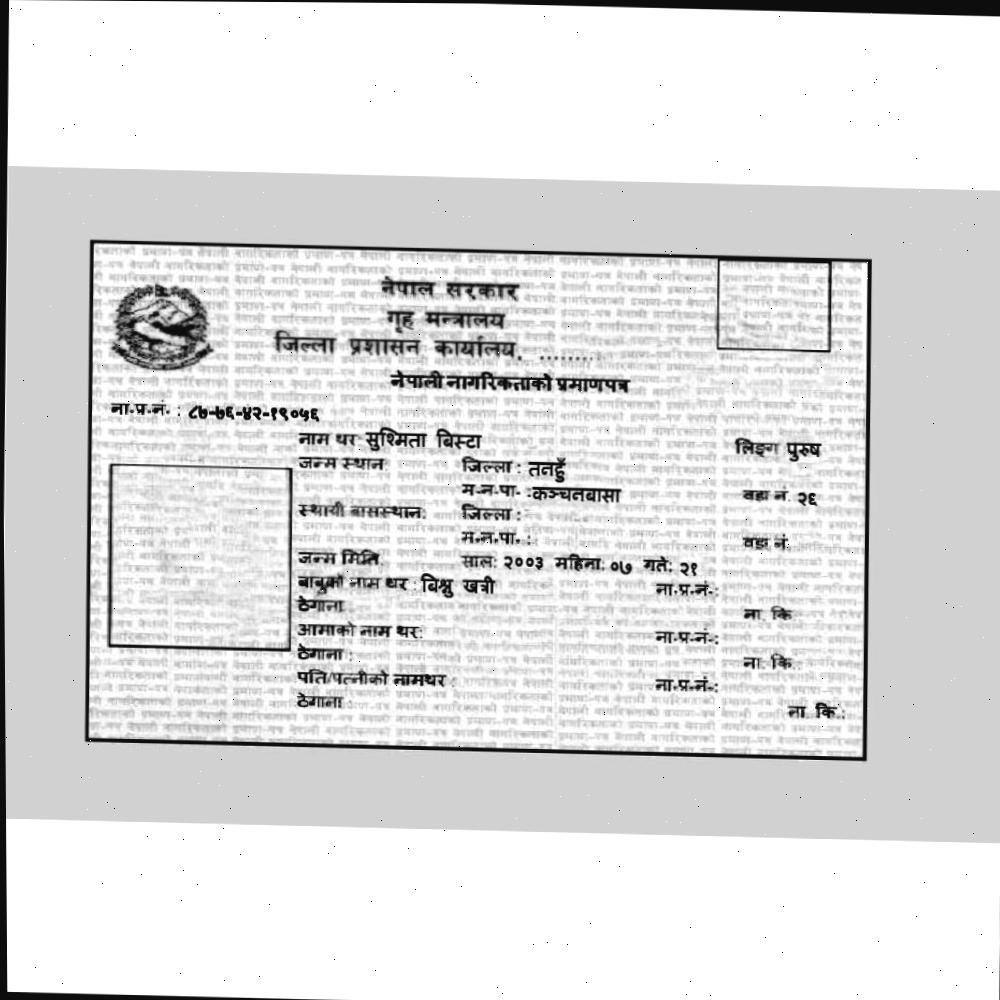 नेपाल सरकार
गृह मन्त्रालय
जिल्ला प्रशासन कार्यालय, ........
नेपाली नागरिकताको प्रमाणपत्र
ना.प्र.नं. : ८७-७६-४२-१९०५६
नाम थर: सुश्मिता बिस्टा लिङ्ग पुरुष
जन्म स्थान: जिल्ला : तनहुँ
म.न.पा. : कञ्चनबासा वडा नं. २६
स्थायी बासस्थान: जिल्ला :
म.न.पा. : वडा नं:
जन्म मिति: साल: २००३ महिना: ०७ गते: २१
बाबुको नाम थर : बिश्नु खत्री ना.प्र.नं.:
ठेगाना : ना. कि.:
आमाको नाम थर: ना.प्र.नं.:
ठेगाना : ना. कि.:
पति/पत्नीको नामथर : ना.प्र.नं.:
ठेगाना : ना. कि.: